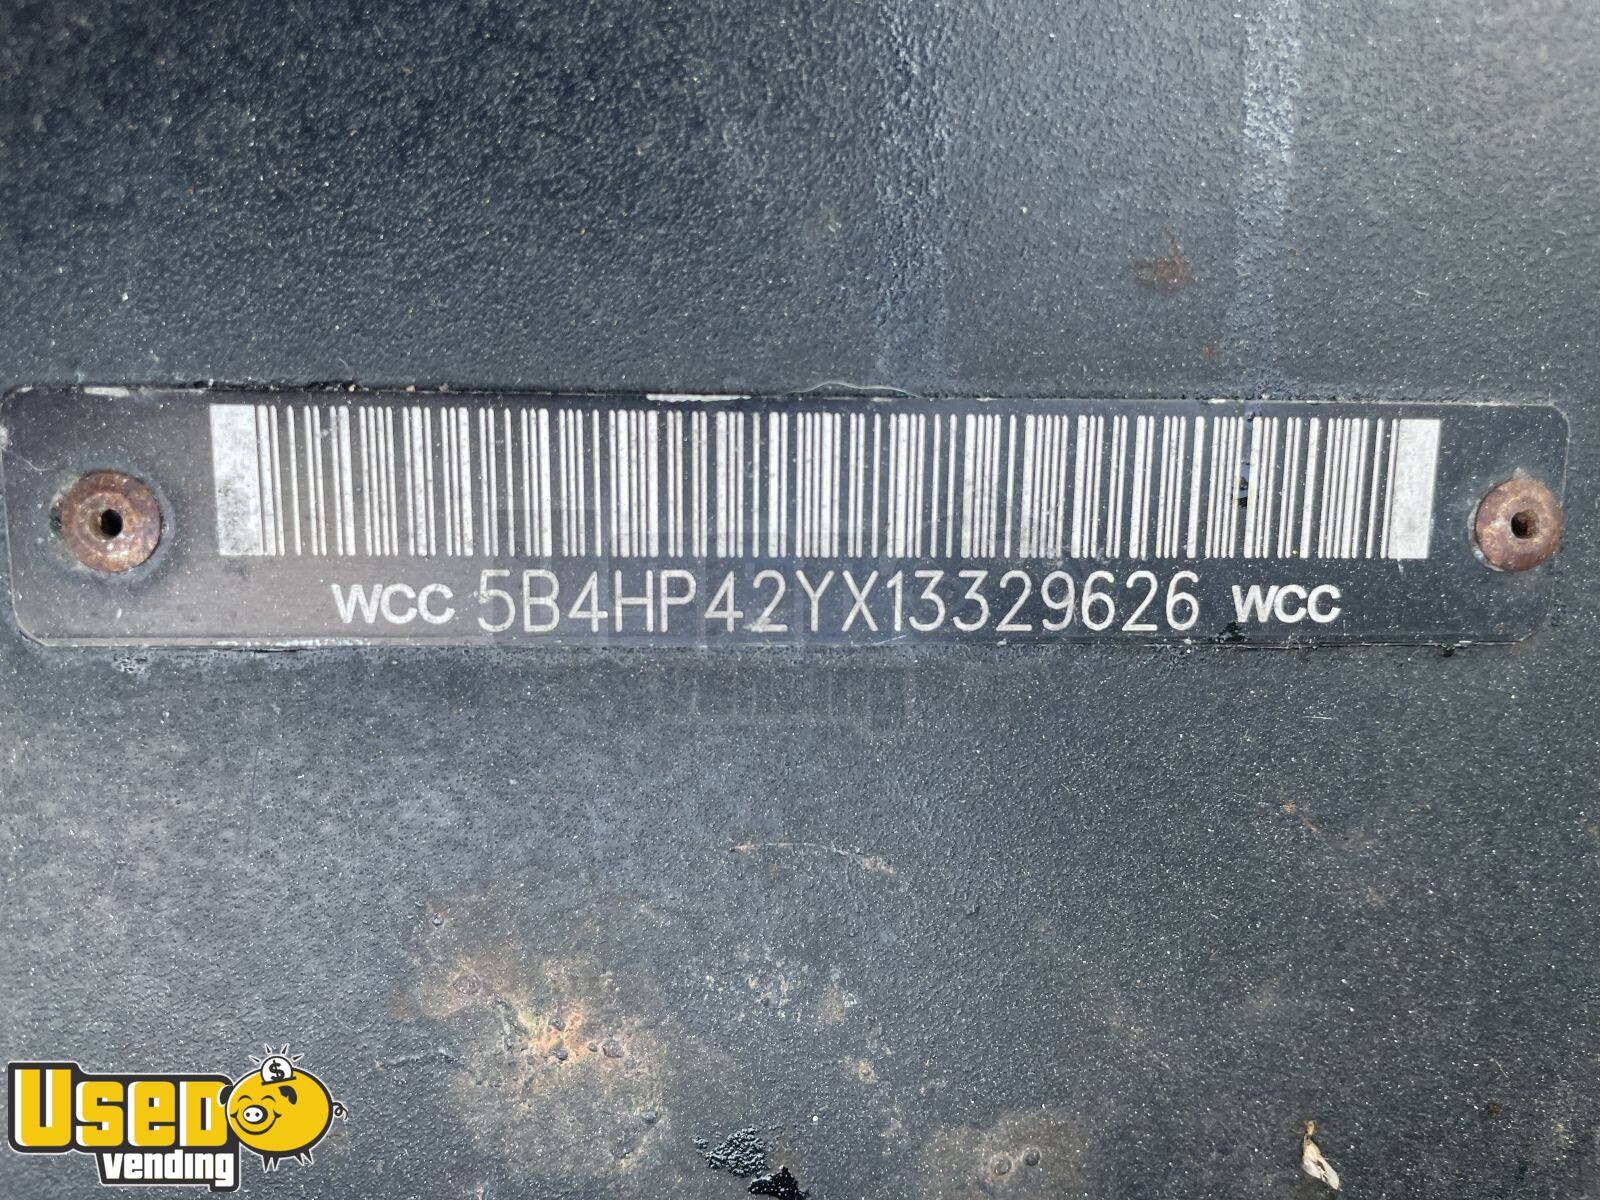 WCC 5B4HP42YX13329626 WCC
Used
vending